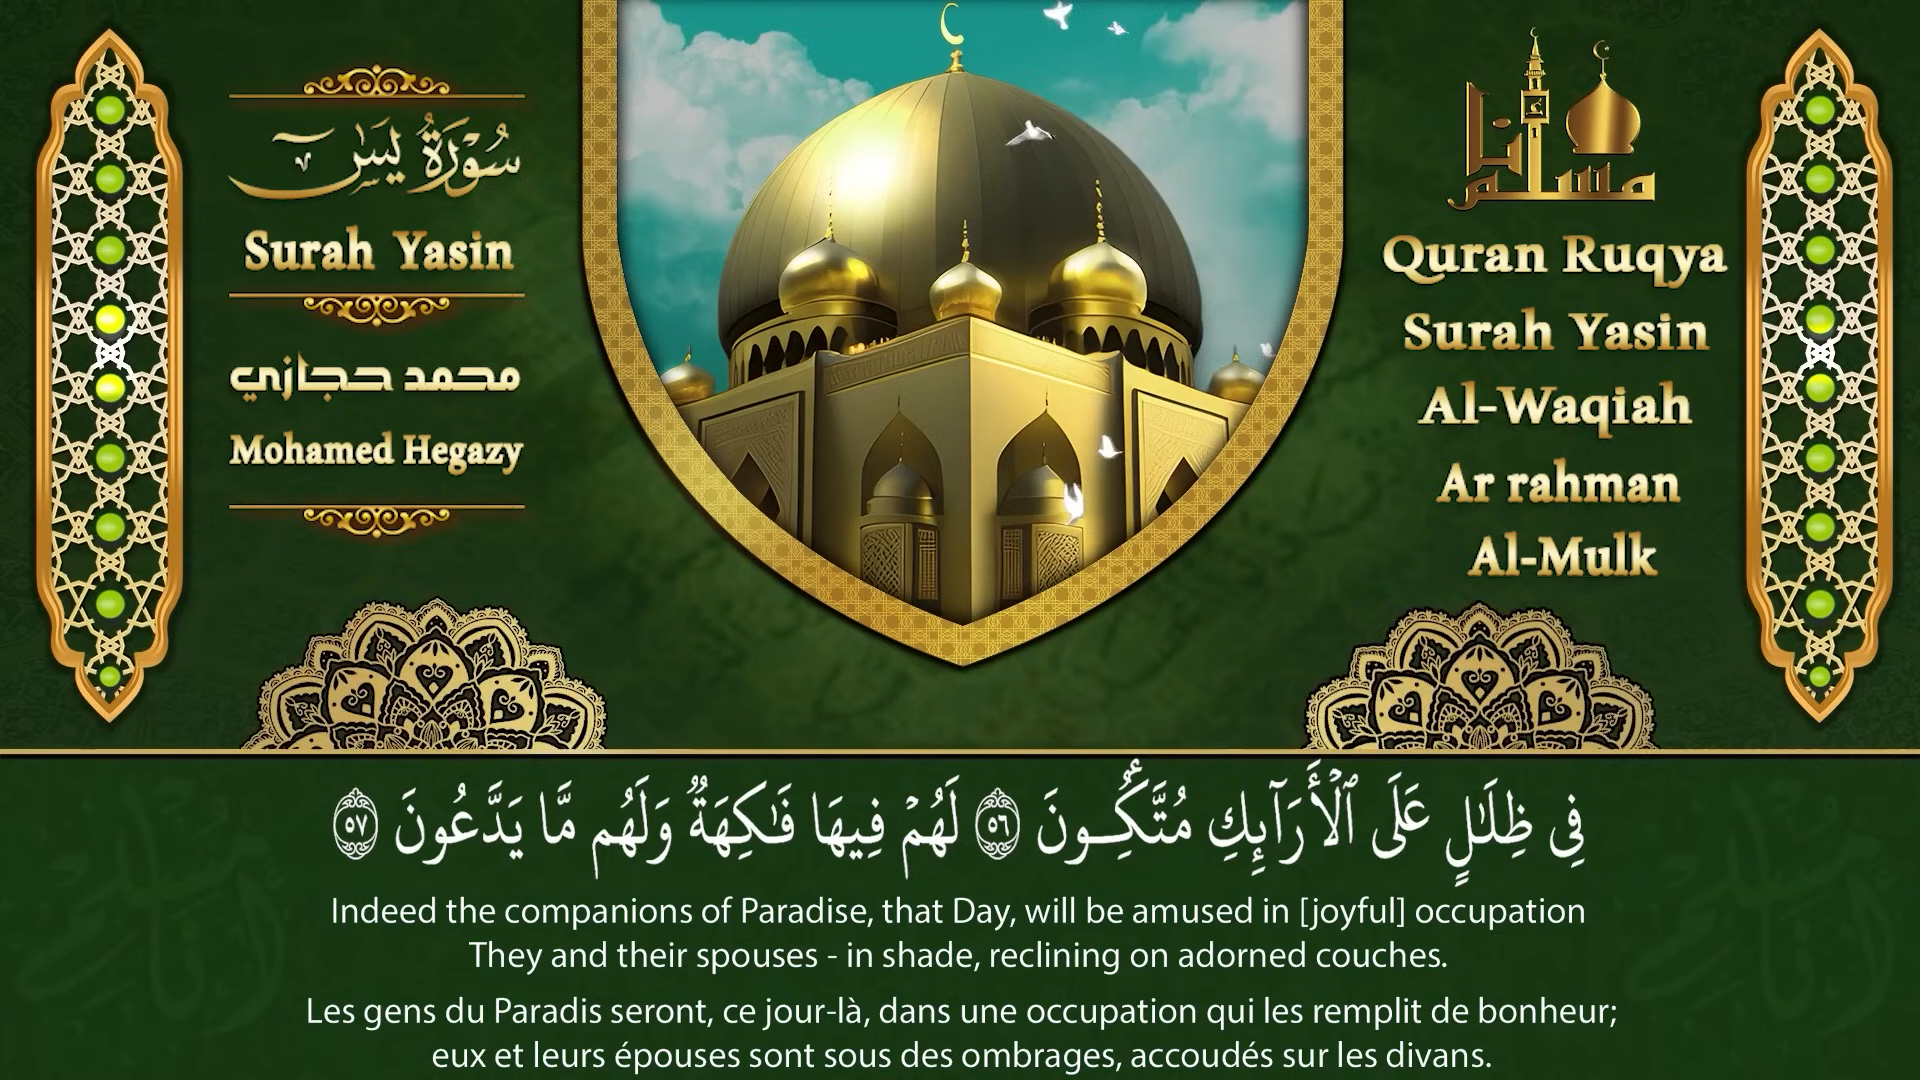 سُورَةُ يسٓ
Surah Yasin
محمد حجازي
Mohamed Hegazy
أنا
مسلم
Quran Ruqya
Surah Yasin
Al-Waqiah
Ar rahman
Al-Mulk
فِي ظِلَٰلٍ عَلَى ٱلْأَرَآئِكِ مُتَّكِـُٔونَ ٥٦ لَهُمْ فِيهَا فَٰكِهَةٌ وَلَهُم مَّا يَدَّعُونَ ٥٧
Indeed the companions of Paradise, that Day, will be amused in [joyful] occupation
They and their spouses - in shade, reclining on adorned couches.
Les gens du Paradis seront, ce jour-là, dans une occupation qui les remplit de bonheur;
eux et leurs épouses sont sous des ombrages, accoudés sur les divans.